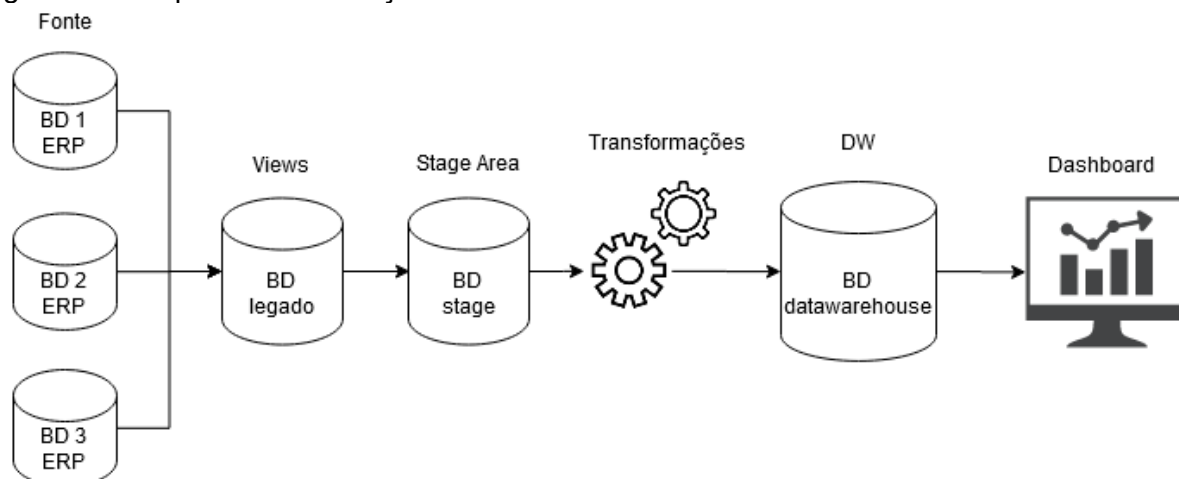 Fonte
BD 1
ERP
BD 2
ERP
BD 3
ERP
Views
BD
legado
Stage Area
BD
stage
Transformações
DW
BD
datawarehouse
Dashboard